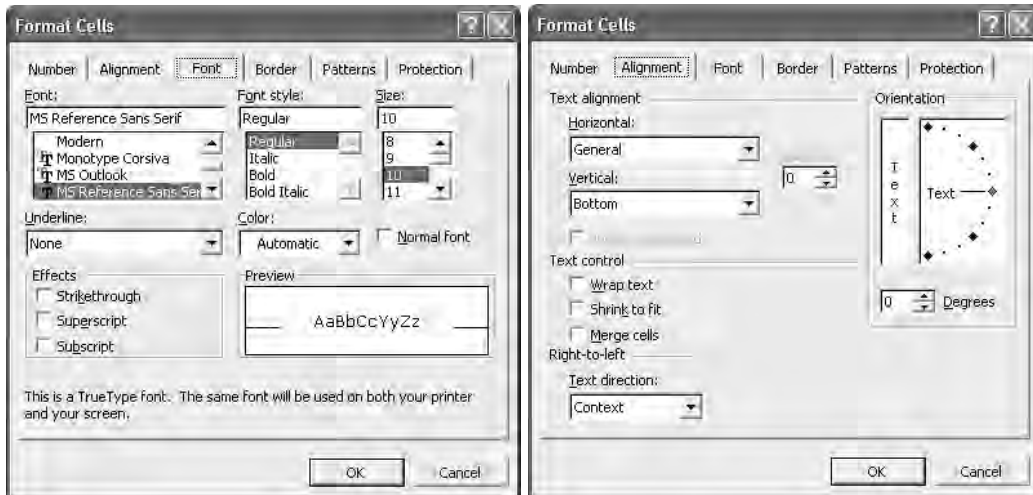 Format Cells
Number Alignment Font Border Patterns Protection
Font: Font style: Size:
MS Reference Sans Serif Regular 10
Modern Regular 8
Monotype Corsiva Italic 9
MS Outlook Bold 10
MS Reference Sans Ser Bold Italic 11
Underline: Color:
None Automatic Normal font
Effects Preview
Strikethrough
Superscript AaBbCcYyZz
Subscript
This is a TrueType font. The same font will be used on both your printer
and your screen.
OK Cancel
Format Cells
Number Alignment Font Border Patterns Protection
Text alignment Orientation
Horizontal:
General
Vertical: 0
Bottom
Text Text
Text control
Wrap text
Shrink to fit 0 Degrees
Merge cells
Right-to-left
Text direction:
Context
OK Cancel